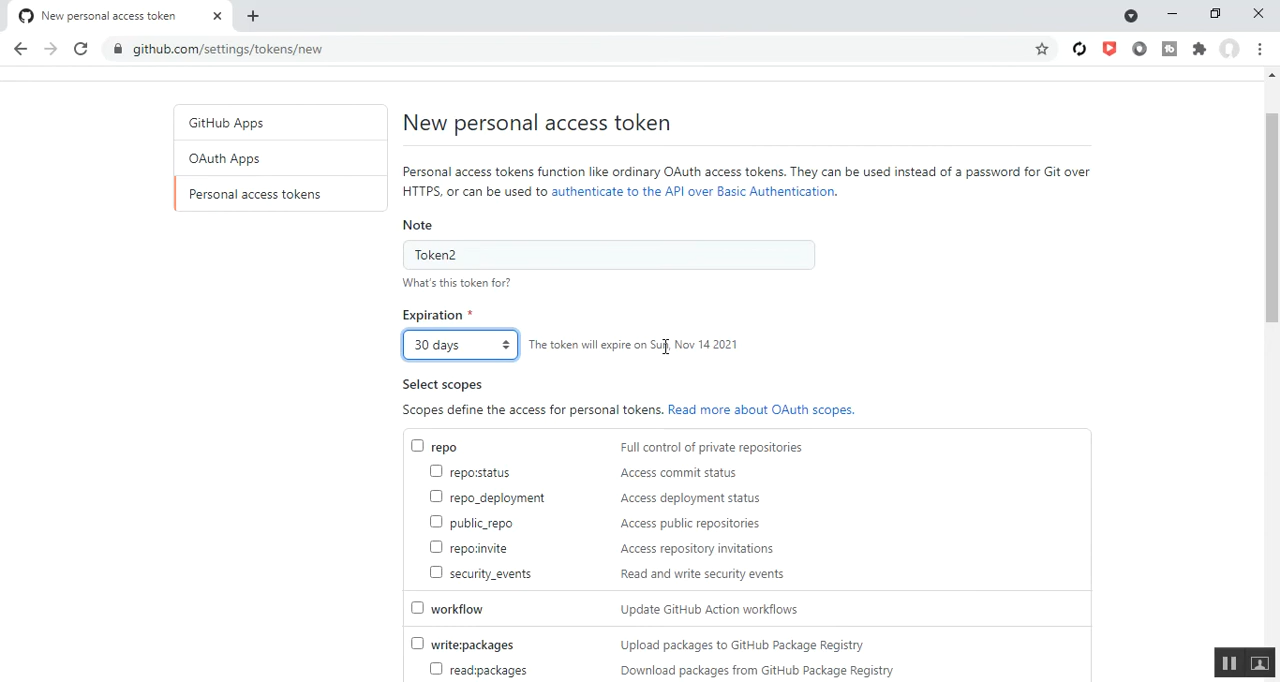 New personal access token
github.com/settings/tokens/new
GitHub Apps
OAuth Apps
Personal access tokens
New personal access token
Personal access tokens function like ordinary OAuth access tokens. They can be used instead of a password for Git over
HTTPS, or can be used to authenticate to the API over Basic Authentication.
Note
Token2
What's this token for?
Expiration *
30 days The token will expire on Sun, Nov 14 2021
Select scopes
Scopes define the access for personal tokens. Read more about OAuth scopes.
repo Full control of private repositories
repo:status Access commit status
repo_deployment Access deployment status
public_repo Access public repositories
repo:invite Access repository invitations
security_events Read and write security events
workflow Update GitHub Action workflows
write:packages Upload packages to GitHub Package Registry
read:packages Download packages from GitHub Package Registry